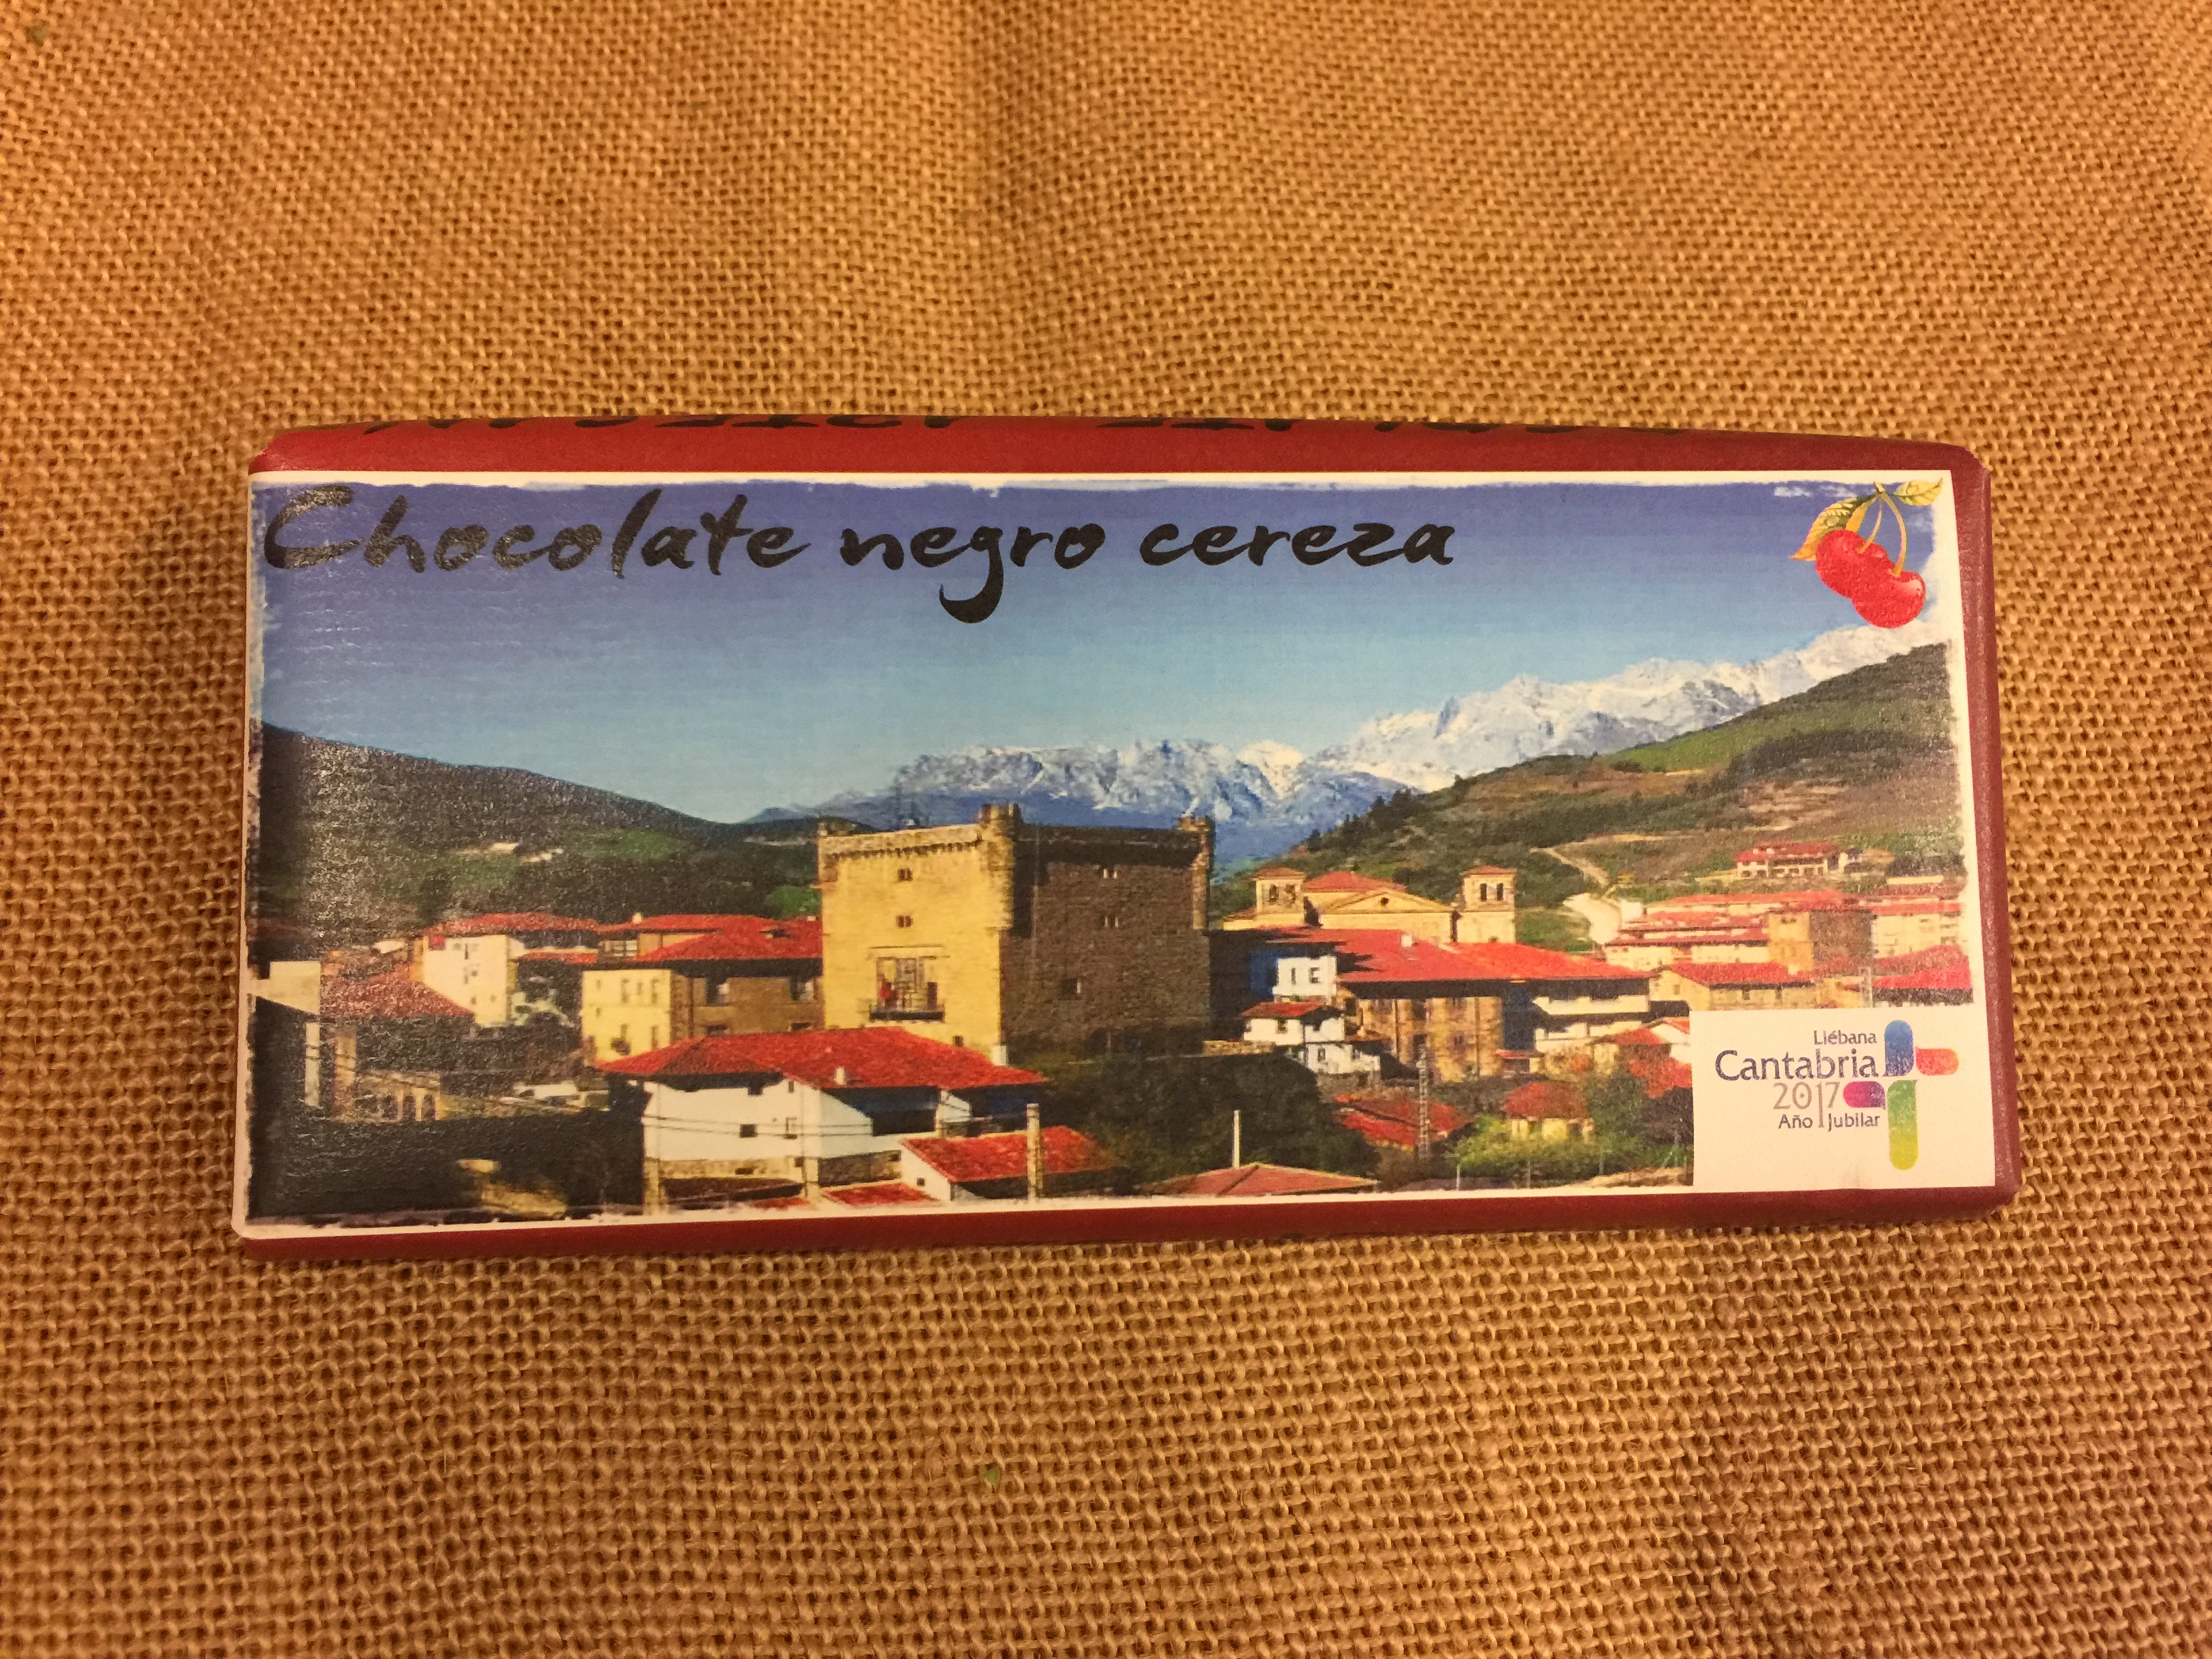 Chocolate negro cereza
Liébana
Cantabria
2017
Año Jubilar